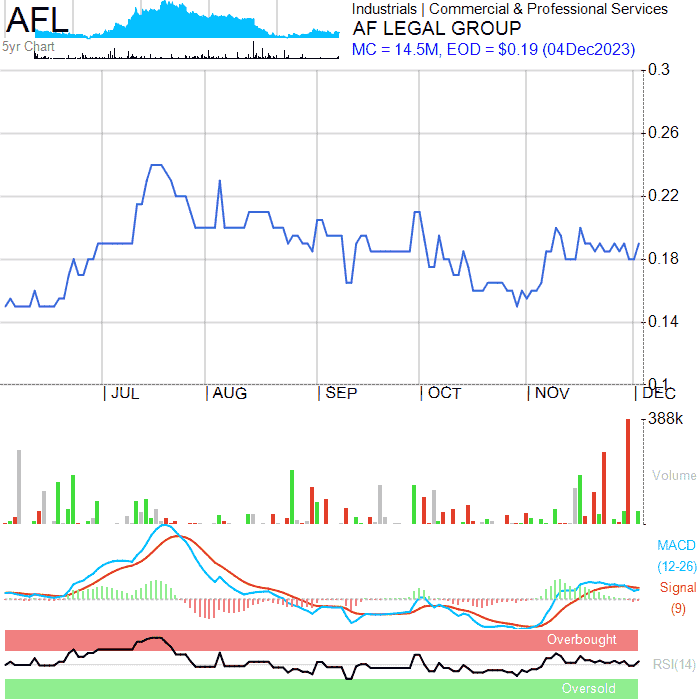 AFL
5yr Chart
Industrials | Commercial & Professional Services
AF LEGAL GROUP
MC = 14.5M, EOD = $0.19 (04Dec2023)
0.3
0.26
0.22
0.18
0.14
0.1
JUL AUG SEP OCT NOV DEC
388k
Volume
MACD
(12-26)
Signal
(9)
Overbought
RSI(14)
Oversold